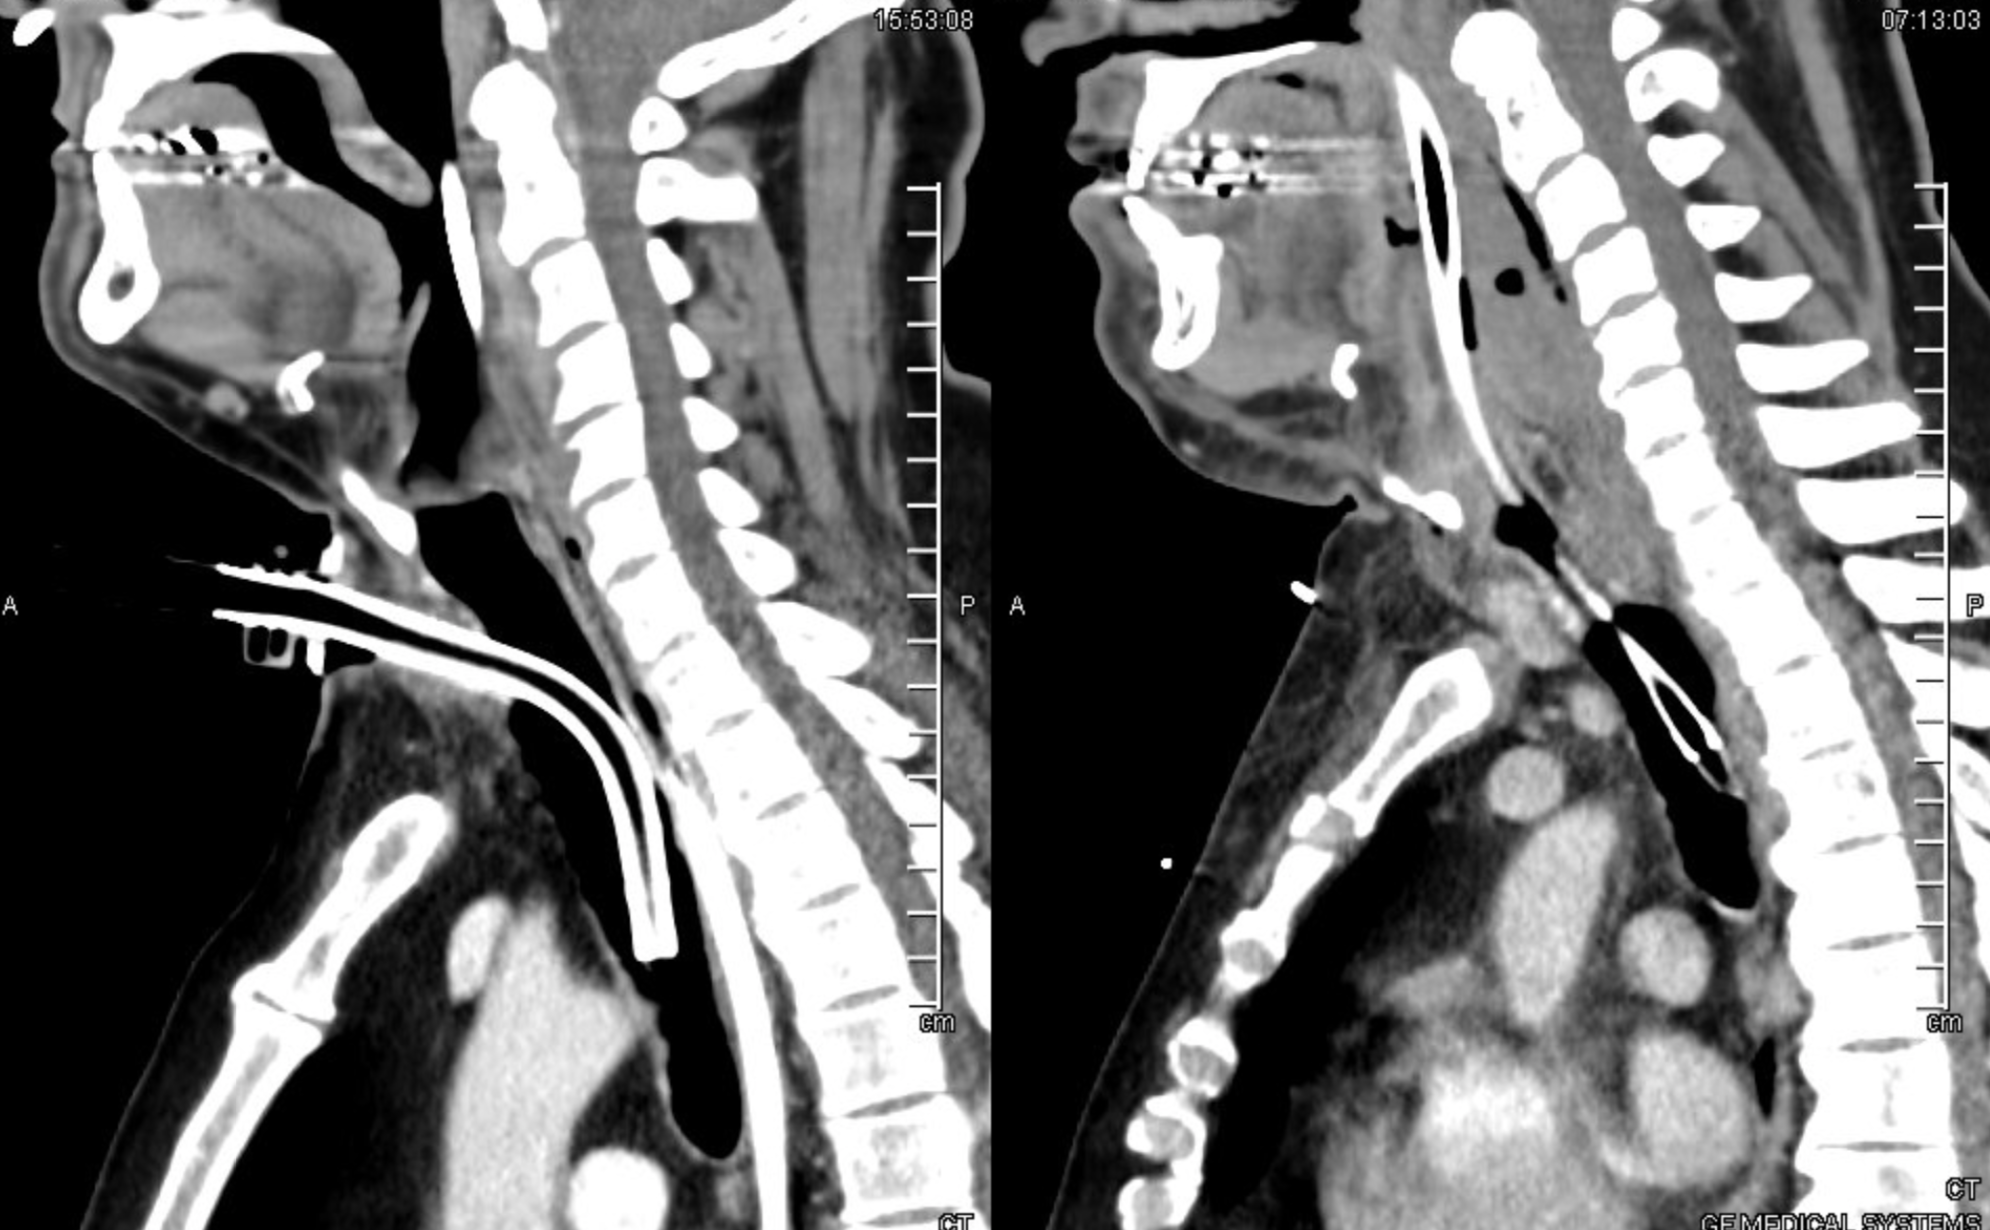 15:53:08
07:13:03
A
P
A
P
cm
cm
CT
CT
GE MEDICAL SYSTEMS